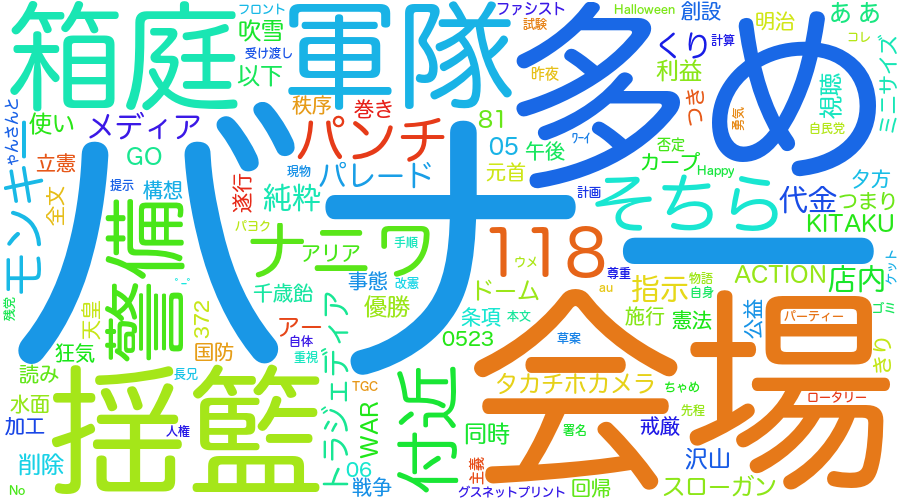 箱庭
軍隊
多め
バナー
会場
揺籃
警備
付近
118
ナニワ
そちら
パンチ
モンキー
メディア
パレード
純粋
代金
店内
指示
ドーム
タカチホカメラ
トラジェディア
ACTION
KITAKU
カープ
吹雪
フロント
受け渡し
以下
秩序
巻き
ファシスト
試験
昨夜
Halloween
創設
計算
くり
利益
つき
勇気
明治
自民党
ああ
コレ
視聴
ミニサイズ
ちゃんさんと
使い
立憲
GO
全文
提示
構想
遂行
現物
81
05
午後
元首
ワーイ
計画
否定
Happy
夕方
つまり
パヨク
アリア
手順
千歳飴
事態
改憲
優勝
条項
本文
ウメ
au
尊重
物語
自身
施行
憲法
公益
パーティー
ケット
ゴミ
きり
残党
天皇
372
国防
アー
自体
重視
狂気
読み
水面
加工
削除
No
長兄
人権
TGC
WAR
06
戦争
0523
同時
主義
グスネットプリント
草案
署名
回帰
ちゃめ
先程
戒厳
沢山
スローガン
ロータリー